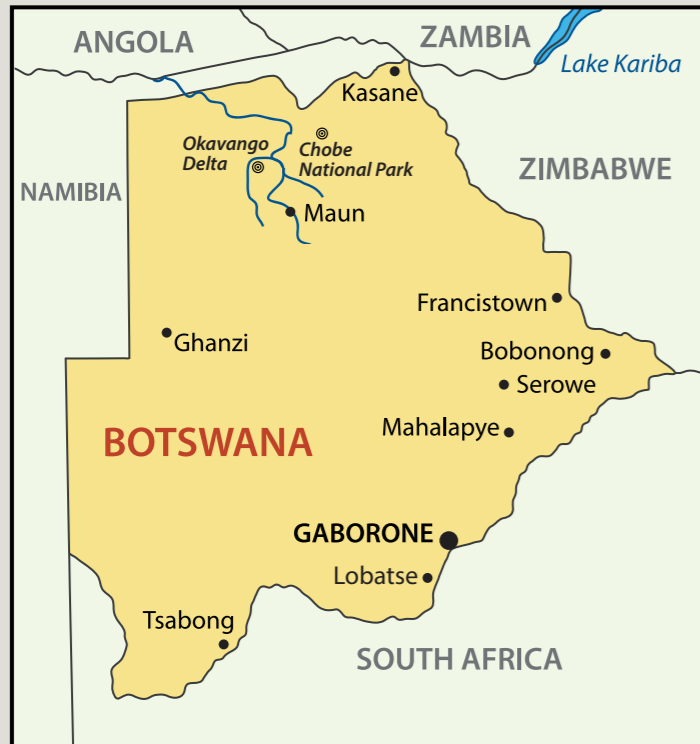 ANGOLA
ZAMBIA
Lake Kariba
Kasane
Okavango
Delta
Chobe
National Park
ZIMBABWE
NAMIBIA
Maun
Francistown
Ghanzi
Bobonong
Serowe
BOTSWANA
Mahalapye
GABORONE
Lobatse
Tsabong
SOUTH AFRICA